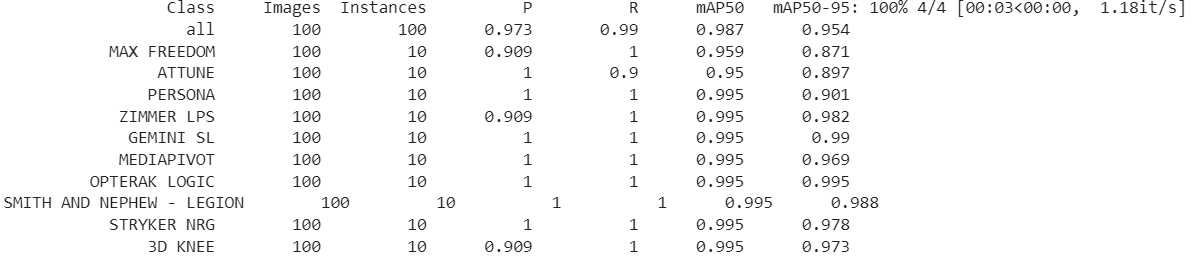 Class Images Instances P R mAP50 mAP50-95: 100% 4/4 [00:03<00:00, 1.18it/s]
all 100 100 0.973 0.99 0.987 0.954
MAX FREEDOM 100 10 0.909 1 0.959 0.871
ATTUNE 100 10 1 0.9 0.95 0.897
PERSONA 100 10 1 1 0.995 0.901
ZIMMER LPS 100 10 0.909 1 0.995 0.982
GEMINI SL 100 10 1 1 0.995 0.99
MEDIAPIVOT 100 10 1 1 0.995 0.969
OPTERAK LOGIC 100 10 1 1 0.995 0.995
SMITH AND NEPHEW - LEGION 100 10 1 1 0.995 0.988
STRYKER NRG 100 10 1 1 0.995 0.978
3D KNEE 100 10 0.909 1 0.995 0.973